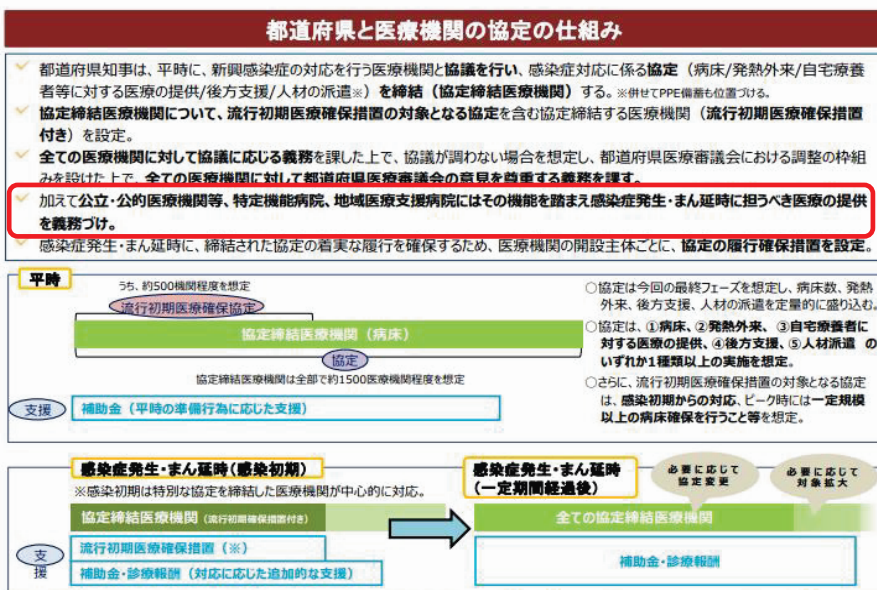 都道府県と医療機関の協定の仕組み
都道府県知事は、平時に、新興感染症の対応を行う医療機関と協議を行い、感染症対応に係る協定（病床/発熱外来/自宅療養
者等に対する医療の提供/後方支援/人材の派遣※）を締結（協定締結医療機関）する。※併せてPPE備蓄も位置づける。
協定締結医療機関について、流行初期医療確保措置の対象となる協定を含む協定締結する医療機関（流行初期医療確保措置
付き）を設定。
全ての医療機関に対して協議に応じる義務を課した上で、協議が調わない場合を想定し、都道府県医療審議会における調整の枠組
みを設けた上で、全ての医療機関に対して都道府県医療審議会の意見を尊重する義務を課す。
加えて公立・公的医療機関等、特定機能病院、地域医療支援病院にはその機能を踏まえ感染症発生・まん延時に担うべき医療の提供
を義務づけ。
感染症発生・まん延時に、締結された協定の着実な履行を確保するため、医療機関の開設主体ごとに、協定の履行確保措置を設定。
平時
うち、約500機関程度を想定
流行初期医療確保協定
協定締結医療機関（病床）
協定
協定締結医療機関は全部で約1500医療機関程度を想定
支援
補助金（平時の準備行為に応じた支援）
○協定は今回の最終フェーズを想定し、病床数、発熱
外来、後方支援、人材の派遣を定量的に盛り込む。
○協定は、①病床、②発熱外来、③自宅療養者に
対する医療の提供、④後方支援、⑤人材派遣 の
いずれか1種類以上の実施を想定。
○さらに、流行初期医療確保措置の対象となる協定
は、感染初期からの対応、ピーク時には一定規模
以上の病床確保を行うこと等を想定。
感染症発生・まん延時（感染初期）
※感染初期は特別な協定を締結した医療機関が中心的に対応。
協定締結医療機関（流行初期医療確保措置付き）
支
援
流行初期医療確保措置（※）
補助金・診療報酬（対応に応じた追加的な支援）
感染症発生・まん延時
（一定期間経過後）
必要に応じて
協定変更
必要に応じて
対象拡大
全ての協定締結医療機関
補助金・診療報酬